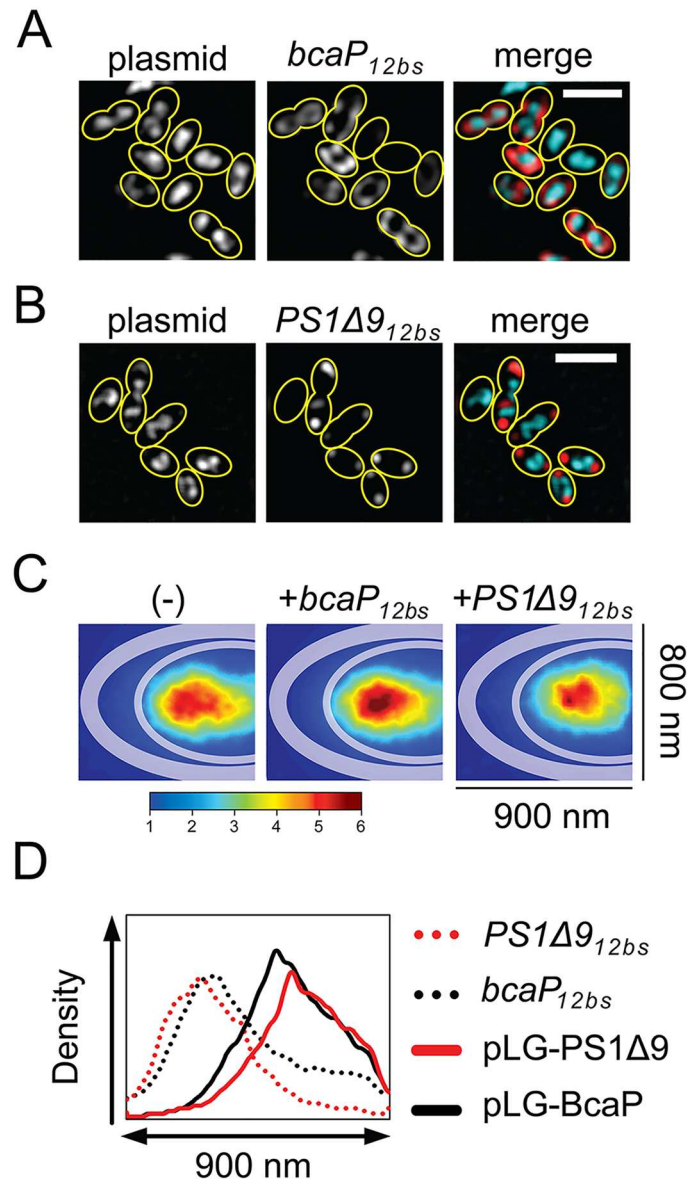 A
plasmid bcaP12bs merge
B
plasmid PS1Δ912bs merge
C
(-) +bcaP12bs +PS1Δ912bs
800 nm
1 2 3 4 5 6
900 nm
D
Density
900 nm
PS1Δ912bs
bcaP12bs
pLG-PS1Δ9
pLG-BcaP